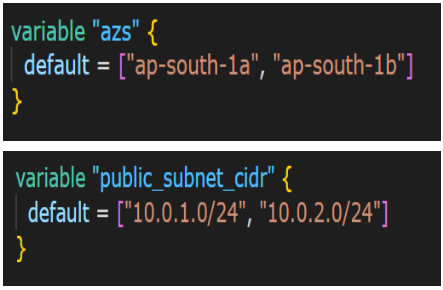 variable "azs" {
default = ["ap-south-1a", "ap-south-1b"]
}
variable "public_subnet_cidr" {
default = ["10.0.1.0/24", "10.0.2.0/24"]
}